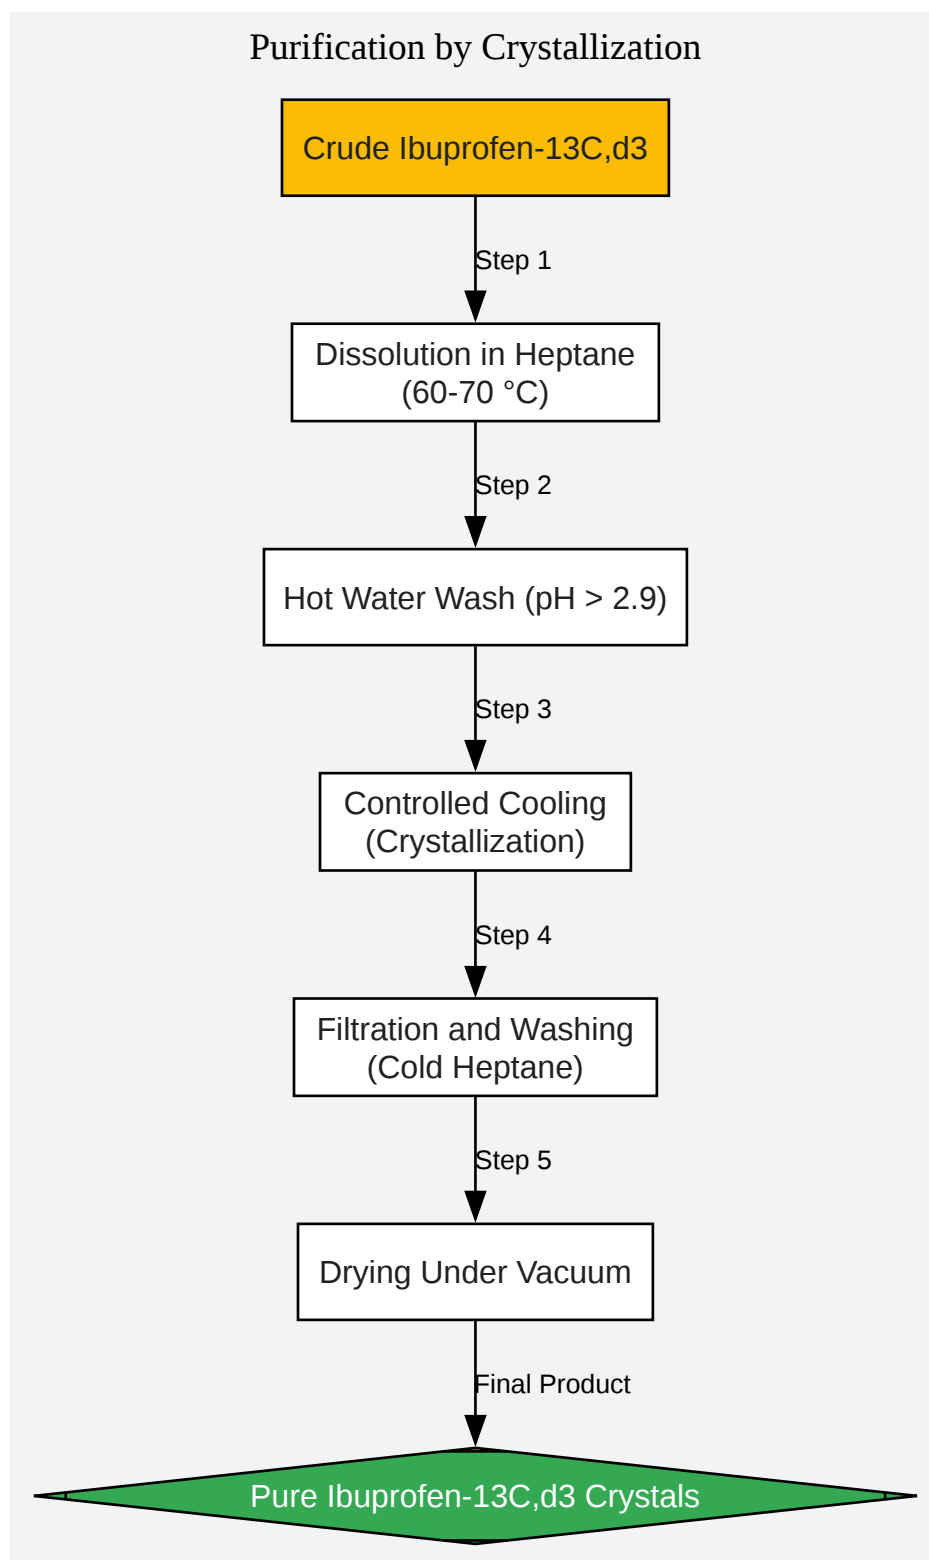 Purification by Crystallization
Crude Ibuprofen-13C,d3
Step 1
Dissolution in Heptane
(60-70 °C)
Step 2
Hot Water Wash (pH > 2.9)
Step 3
Controlled Cooling
(Crystallization)
Step 4
Filtration and Washing
(Cold Heptane)
Step 5
Drying Under Vacuum
Final Product
Pure Ibuprofen-13C,d3 Crystals